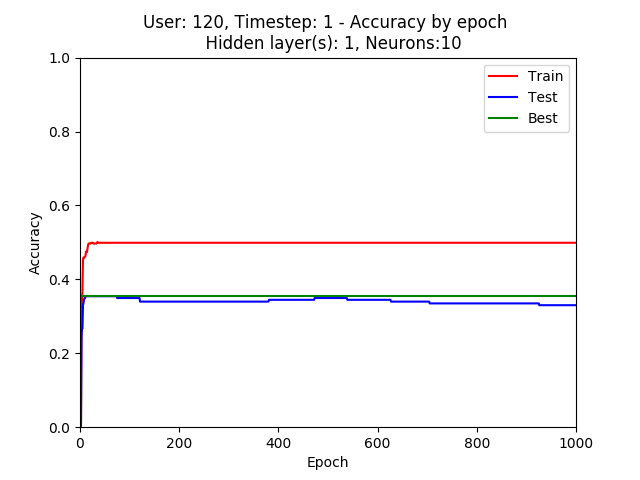 User: 120, Timestep: 1 - Accuracy by epoch
Hidden layer(s): 1, Neurons:10
1.0
0.8
0.6
0.4
0.2
0.0
Accuracy
Train
Test
Best
0
200
400
600
800
1000
Epoch